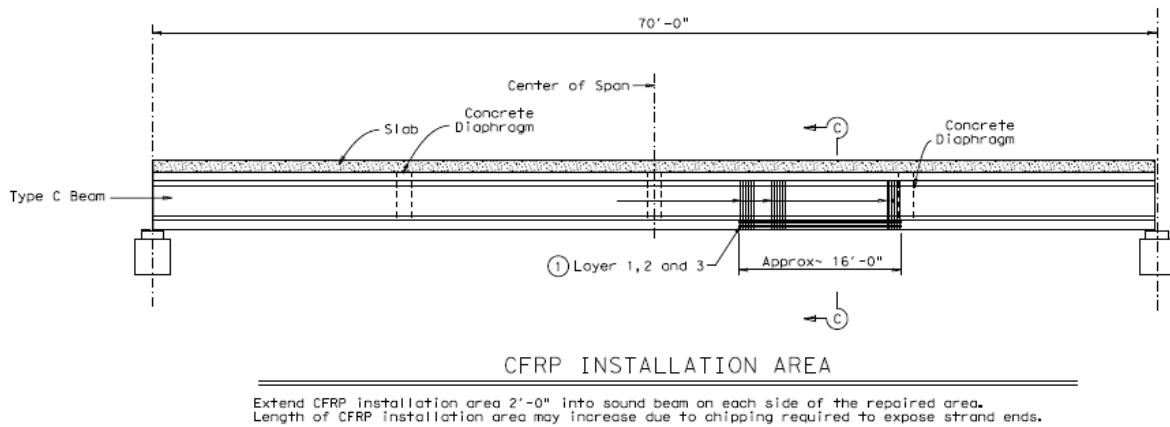 70'-0"
Center of Span
Concrete
Diaphragm
Slab
C
Concrete
Diaphragm
Type C Beam
1 Layer 1,2 and 3
Approx~ 16'-0"
C
CFRP INSTALLATION AREA
Extend CFRP installation area 2'-0" into sound beam on each side of the repaired area.
Length of CFRP installation area may increase due to chipping required to expose strand ends.